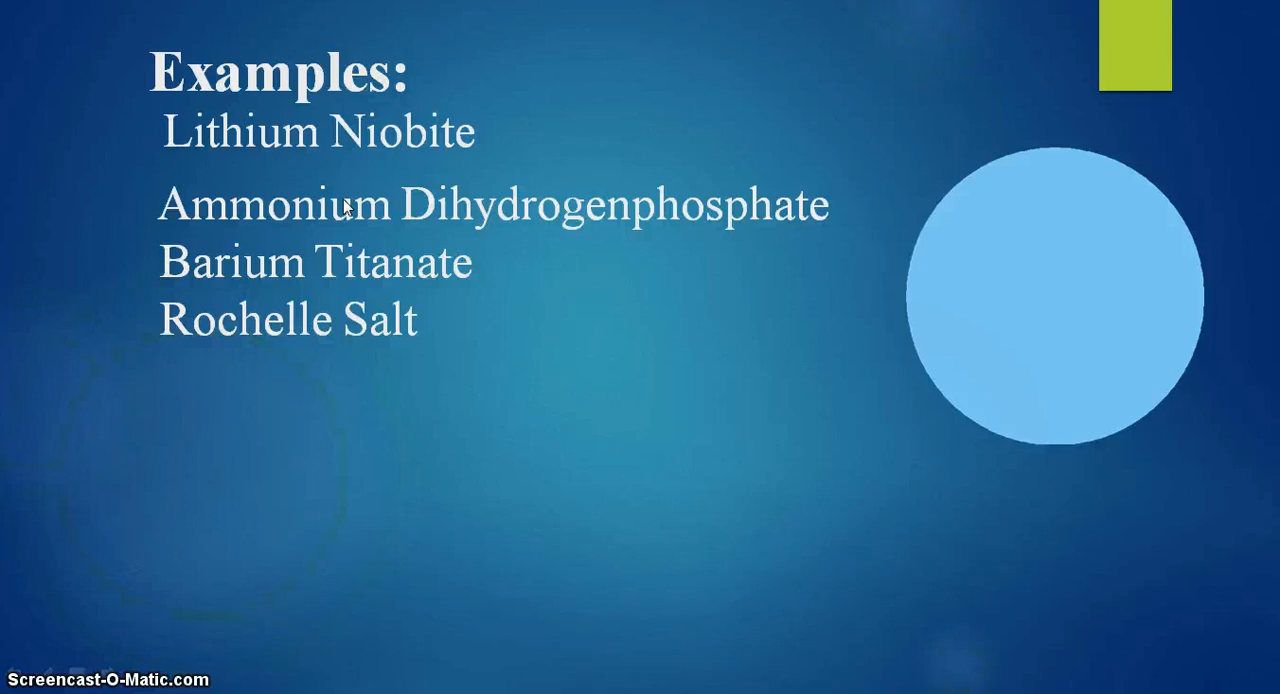 Examples:
Lithium Niobite
Ammonium Dihydrogenphosphate
Barium Titanate
Rochelle Salt
Screencast-O-Matic.com